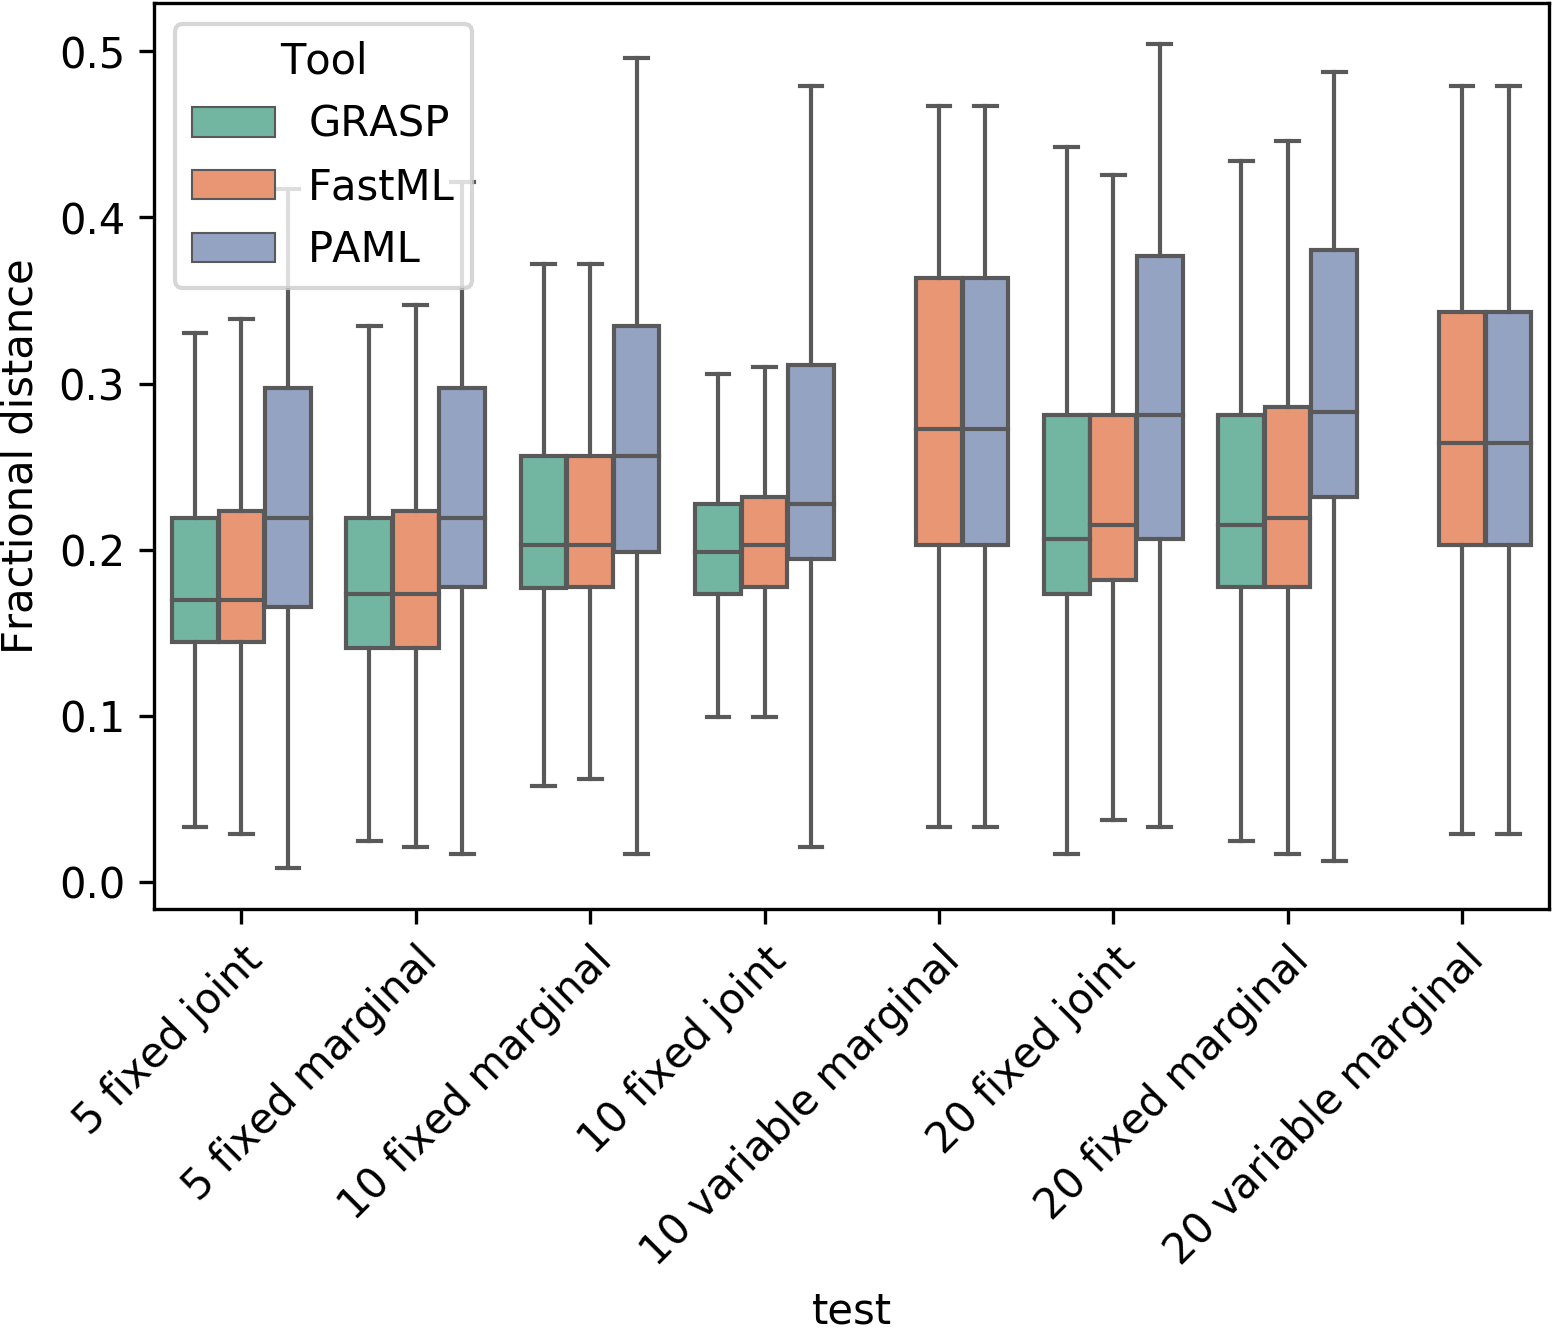 Tool
GRASP
FastML
PAML
Fractional distance
0.5
0.4
0.3
0.2
0.1
0.0
5 fixed joint
5 fixed marginal
10 fixed marginal
10 fixed joint
10 variable marginal
20 fixed joint
20 fixed marginal
20 variable marginal
test